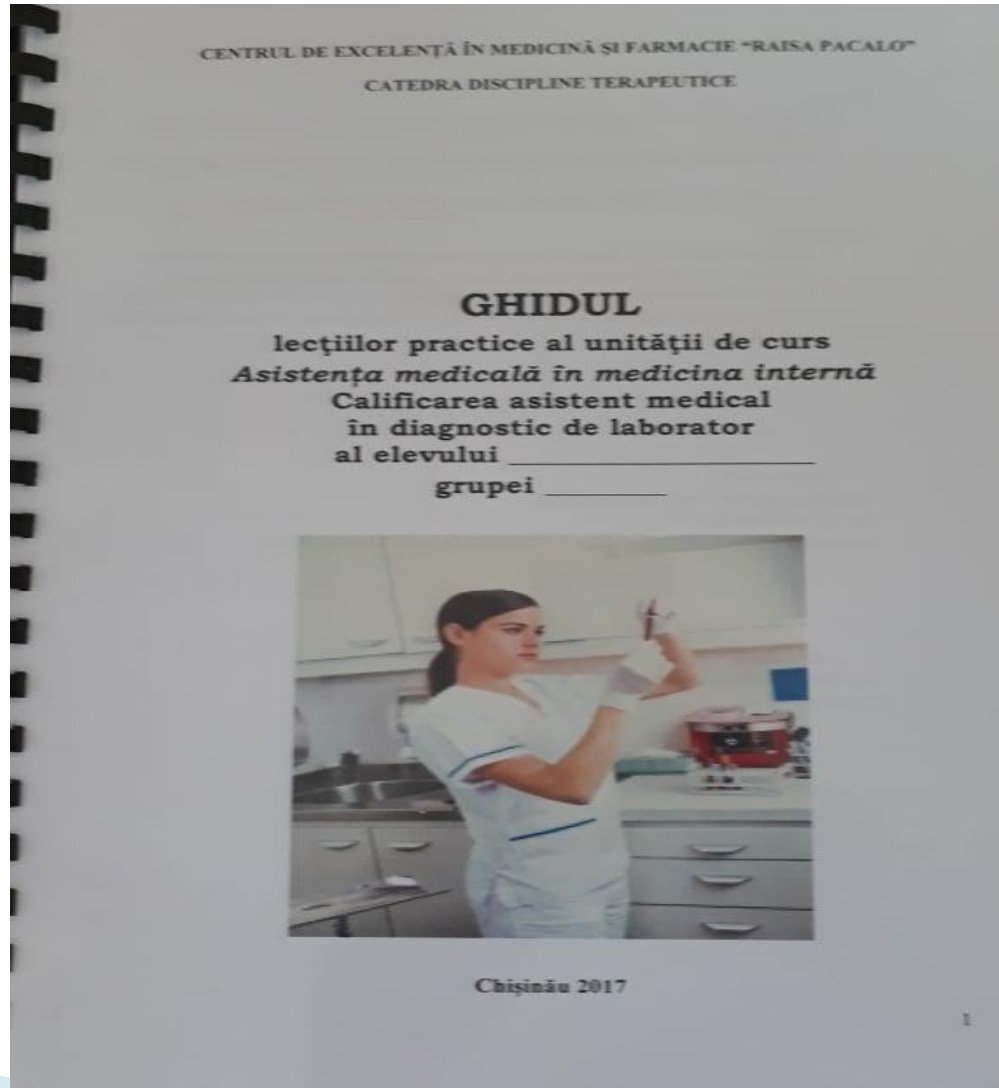 CENTRUL DE EXCELENȚĂ ÎN MEDICINĂ ȘI FARMACIE “RAISA PACALO”
CATEDRA DISCIPLINE TERAPEUTICE
GHIDUL
lecțiilor practice al unității de curs
Asistența medicală în medicina internă
Calificarea asistent medical
în diagnostic de laborator
al elevului ____________________
grupei ________
Chișinău 2017
1